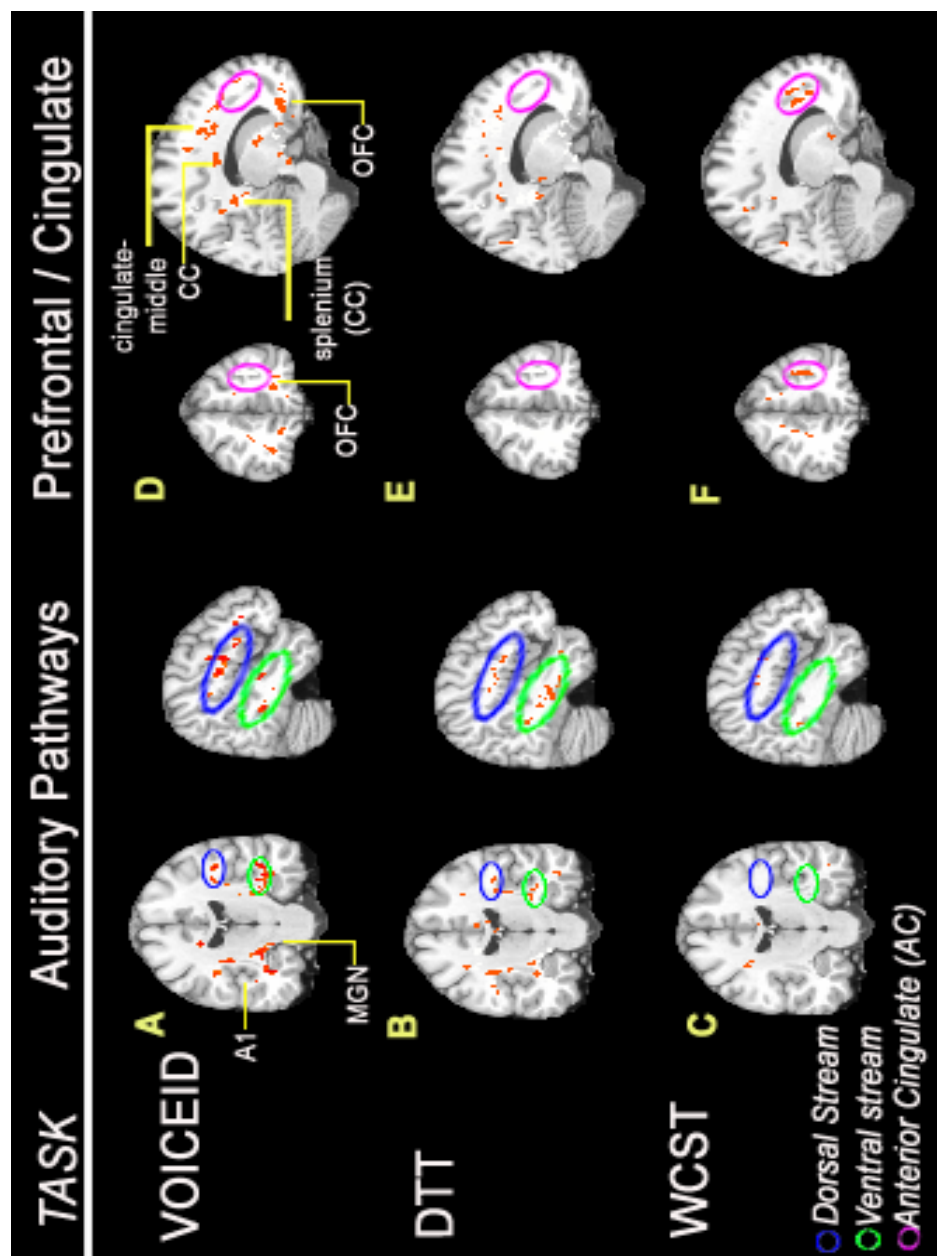 TASK Auditory Pathways Prefrontal / Cingulate
VOICEID
A
A1
MGN
D
OFC
cingulate-
middle
CC
splenium
(CC)
OFC
DTT
B
E
WCST
C
F
Dorsal Stream
Ventral stream
Anterior Cingulate (AC)